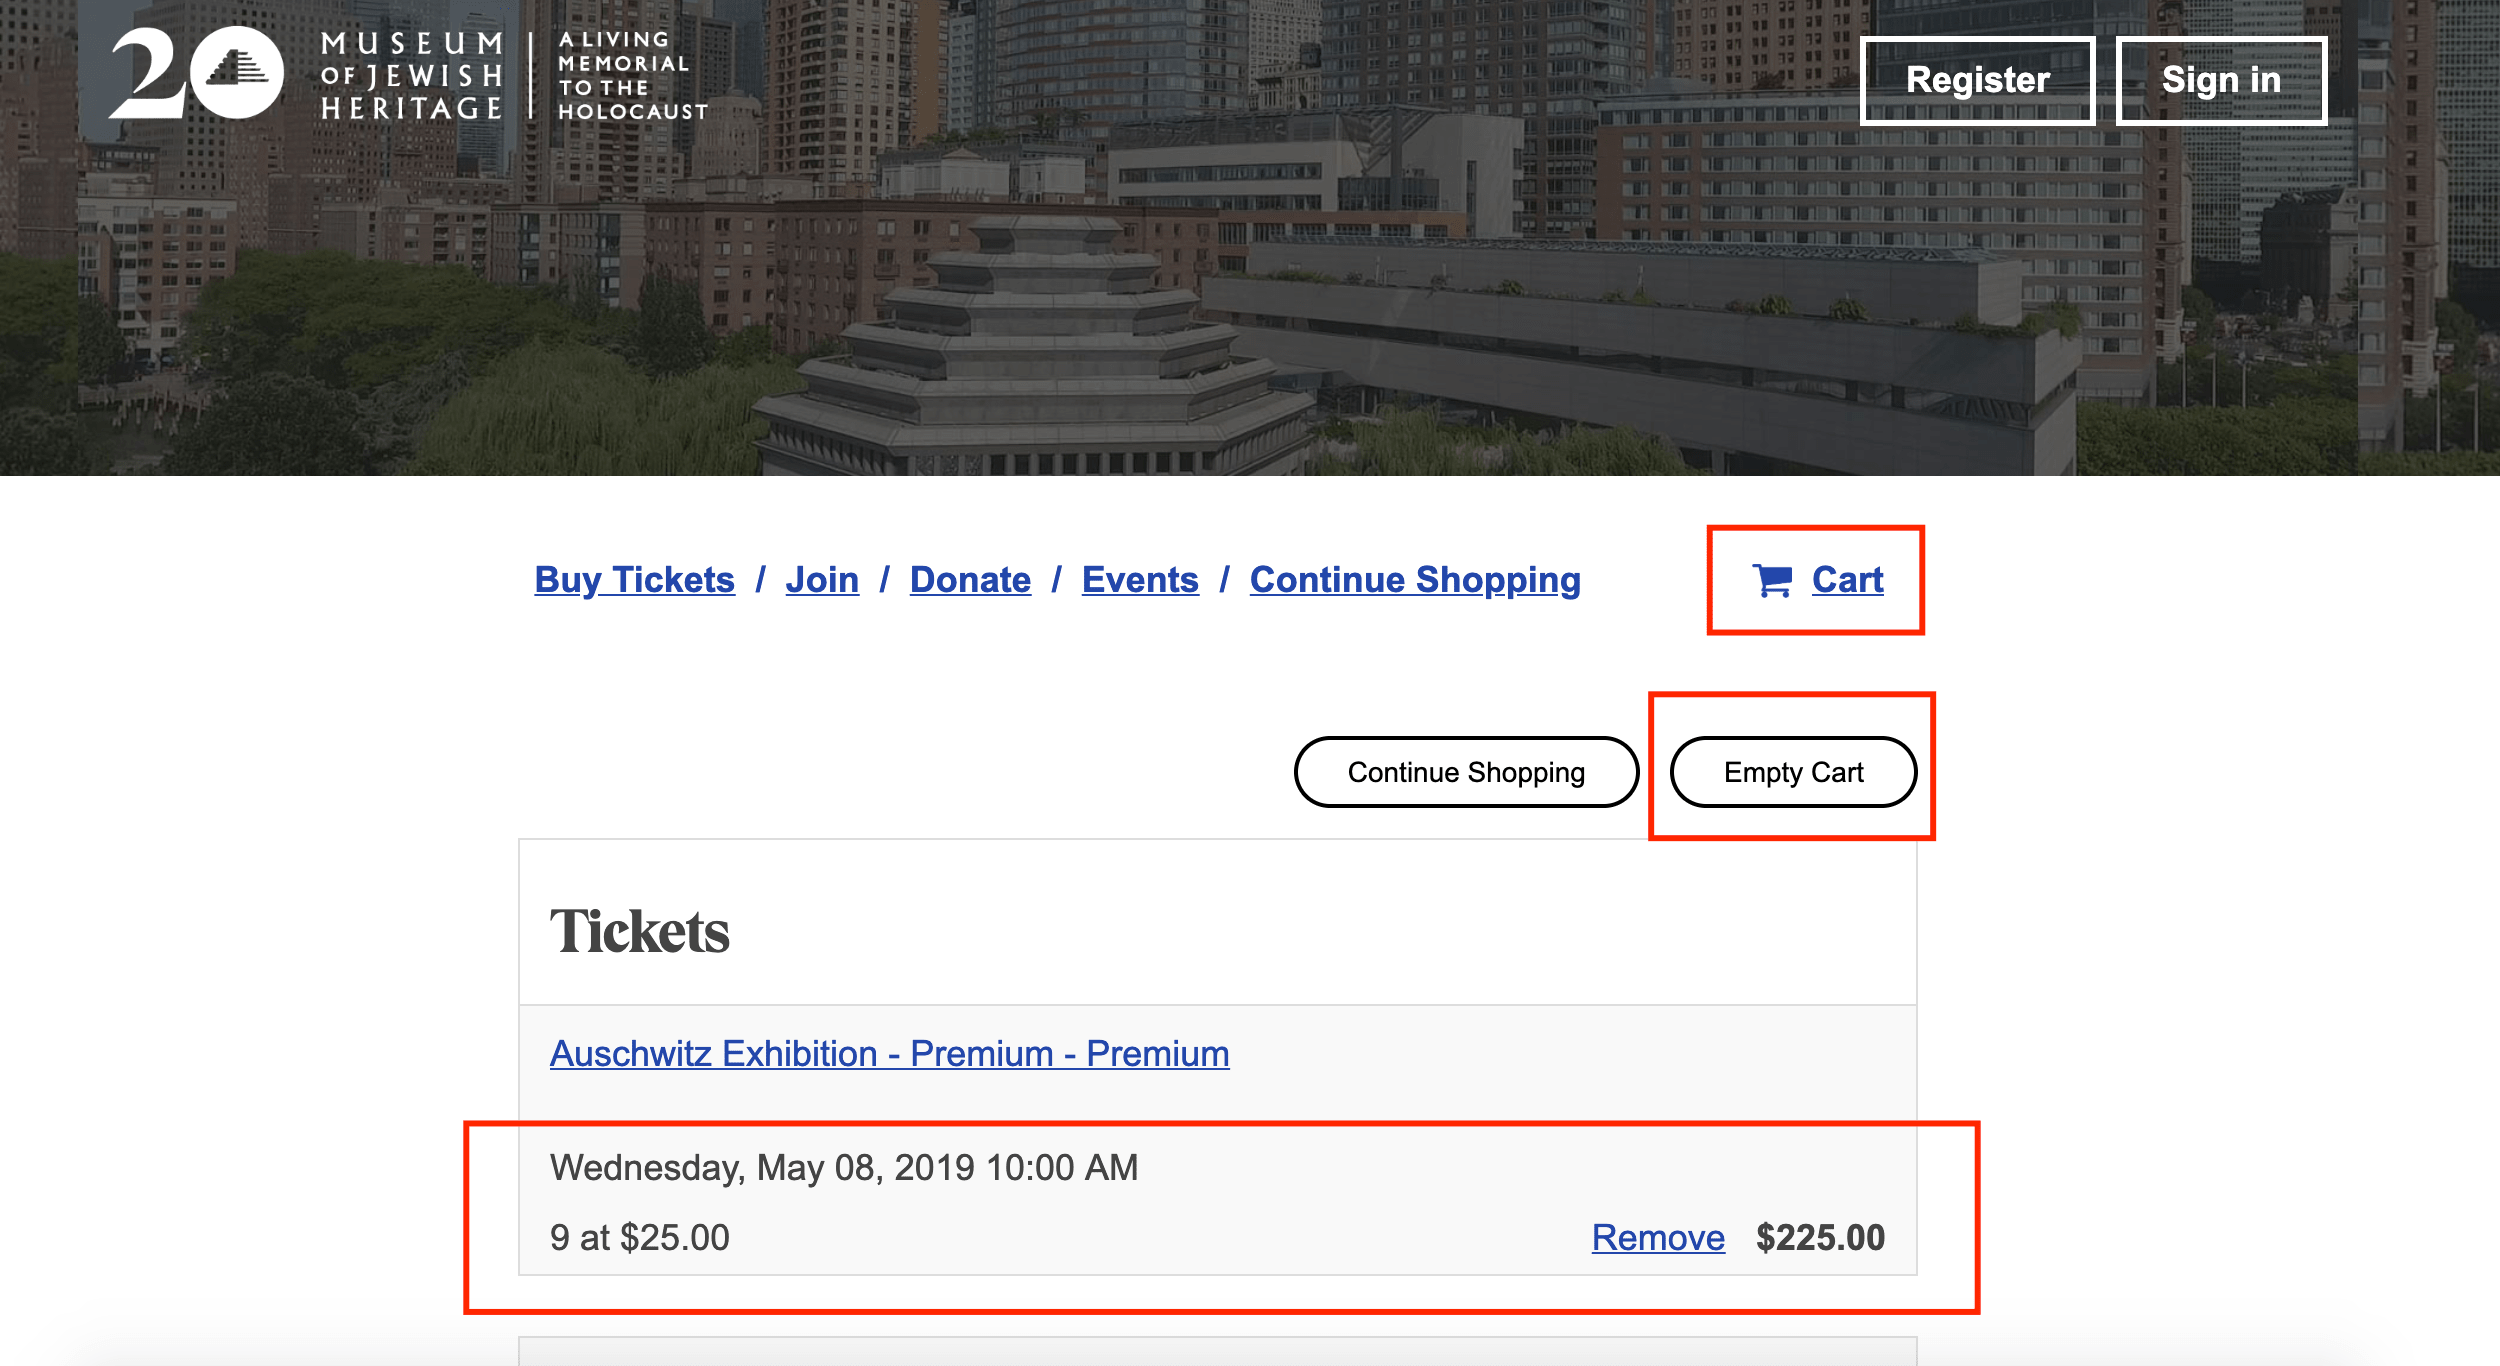 20
MUSEUM
OF JEWISH
HERITAGE
A LIVING
MEMORIAL
TO THE
HOLOCAUST
Register
Sign in
Buy Tickets / Join / Donate / Events / Continue Shopping
Cart
Continue Shopping
Empty Cart
Tickets
Auschwitz Exhibition - Premium - Premium
Wednesday, May 08, 2019 10:00 AM
9 at $25.00
Remove $225.00